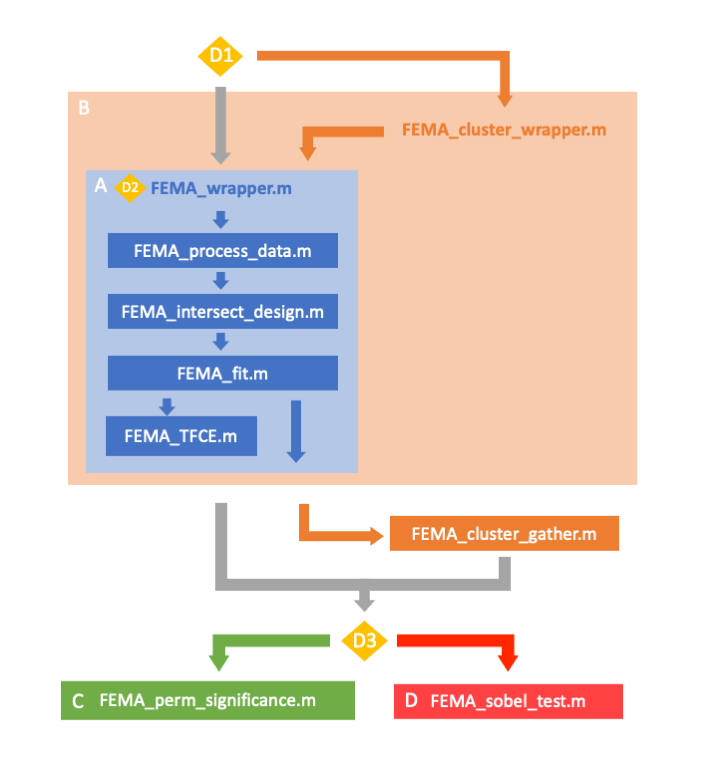 D1
B
FEMA_cluster_wrapper.m
A D2 FEMA_wrapper.m
FEMA_process_data.m
FEMA_intersect_design.m
FEMA_fit.m
FEMA_TFCE.m
FEMA_cluster_gather.m
D3
C FEMA_perm_significance.m
D FEMA_sobel_test.m